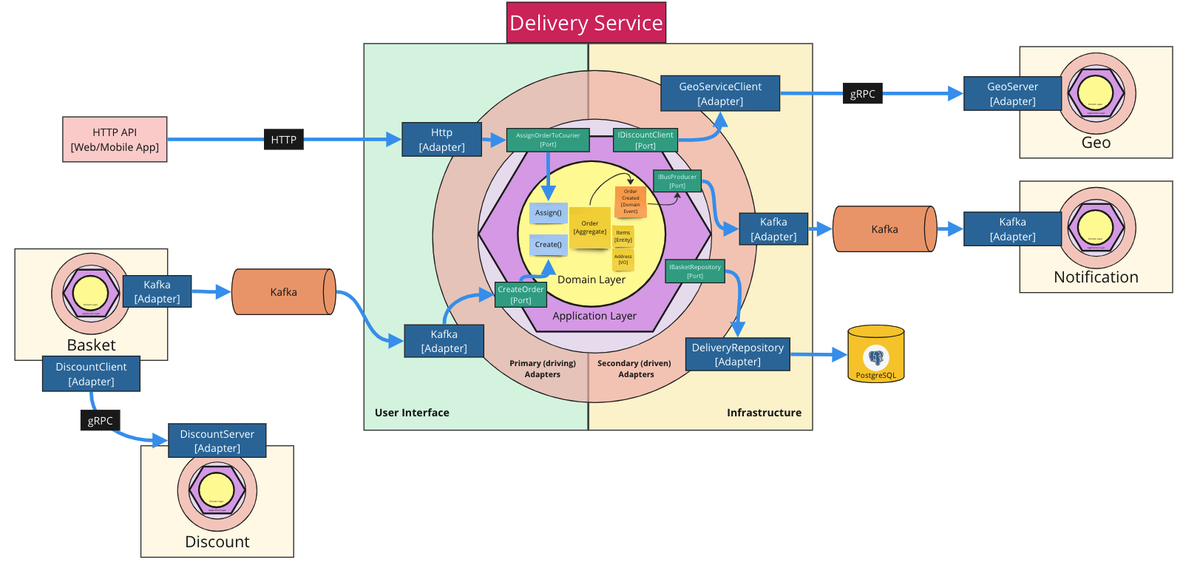 Delivery Service
HTTP API
[Web/Mobile App]
HTTP
Http
[Adapter]
AssignOrderToCourier
[Port]
IDiscountClient
[Port]
GeoServiceClient
[Adapter]
gRPC
GeoServer
[Adapter]
Geo
IBusProducer
[Port]
Order
Created
[Domain
Event]
Assign()
Order
[Aggregate]
Create()
Items
[Entity]
Address
[VO]
Domain Layer
Application Layer
CreateOrder
[Port]
IBasketRepository
[Port]
Kafka
[Adapter]
Kafka
Kafka
[Adapter]
Notification
Kafka
[Adapter]
Basket
Kafka
Kafka
[Adapter]
DeliveryRepository
[Adapter]
PostgreSQL
Primary (driving)
Adapters
Secondary (driven)
Adapters
User Interface
Infrastructure
DiscountClient
[Adapter]
gRPC
DiscountServer
[Adapter]
Discount